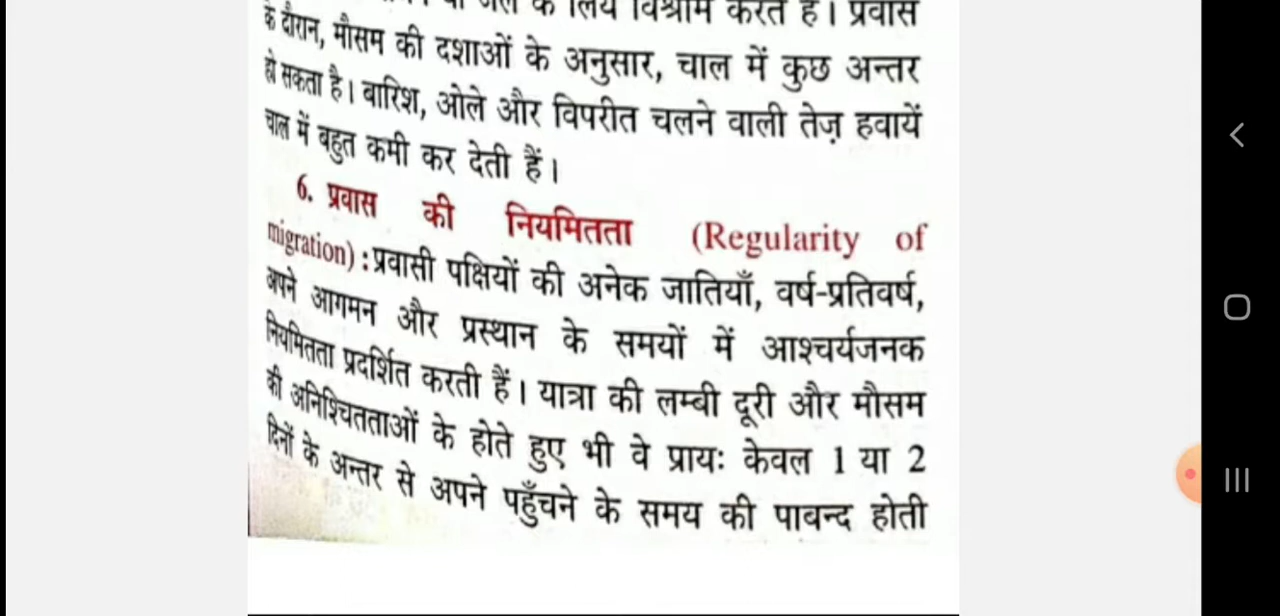 के लिये विश्राम करते हैं। प्रवास
के दौरान, मौसम की दशाओं के अनुसार, चाल में कुछ अन्तर
हो सकता है। बारिश, ओले और विपरीत चलने वाली तेज़ हवायें
चाल में बहुत कमी कर देती हैं।
6. प्रवास की नियमितता (Regularity of
migration) : प्रवासी पक्षियों की अनेक जातियाँ, वर्ष-प्रतिवर्ष,
अपने आगमन और प्रस्थान के समयों में आश्चर्यजनक
नियमितता प्रदर्शित करती हैं। यात्रा की लम्बी दूरी और मौसम
की अनिश्चितताओं के होते हुए भी वे प्रायः केवल 1 या 2
दिनों के अन्तर से अपने पहुँचने के समय की पाबन्द होती